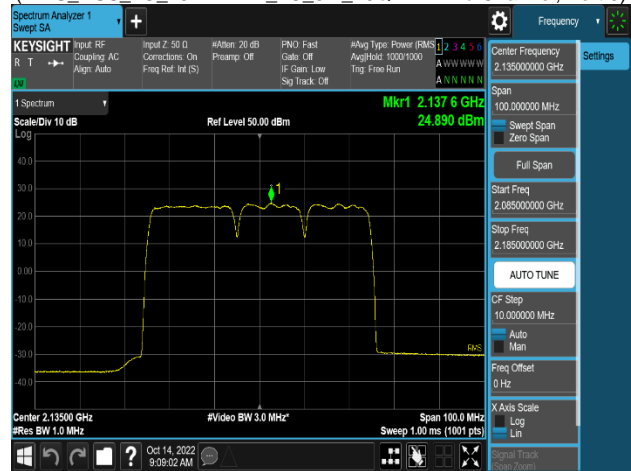 Spectrum Analyzer 1
Swept SA
+
Frequency
KEYSIGHT
R T
LW
Input: RF
Coupling: AC
Align: Auto
Input Z: 50 Ω
Corrections: On
Freq Ref: Int (S)
#Atten: 20 dB
Preamp: Off
PNO: Fast
Gate: Off
IF Gain: Low
Sig Track: Off
#Avg Type: Power (RMS
Avg|Hold: 1000/1000
Trig: Free Run
1 2 3 4 5 6
A W W W W W
A N N N N N
1 Spectrum
Scale/Div 10 dB
Log
Ref Level 50.00 dBm
Mkr1 2.137 6 GHz
24.890 dBm
40.0
30.0
20.0
10.0
0.00
-10.0
-20.0
-30.0
-40.0
1
RMS
Center 2.13500 GHz
#Res BW 1.0 MHz
#Video BW 3.0 MHz*
Span 100.0 MHz
Sweep 1.00 ms (1001 pts)
?
Oct 14, 2022
9:09:02 AM
Center Frequency
2.135000000 GHz
Settings
Span
100.000000 MHz
Swept Span
Zero Span
Full Span
Start Freq
2.085000000 GHz
Stop Freq
2.185000000 GHz
AUTO TUNE
CF Step
10.000000 MHz
Auto
Man
Freq Offset
0 Hz
X Axis Scale
Log
Lin
Signal Track
(Span Zoom)